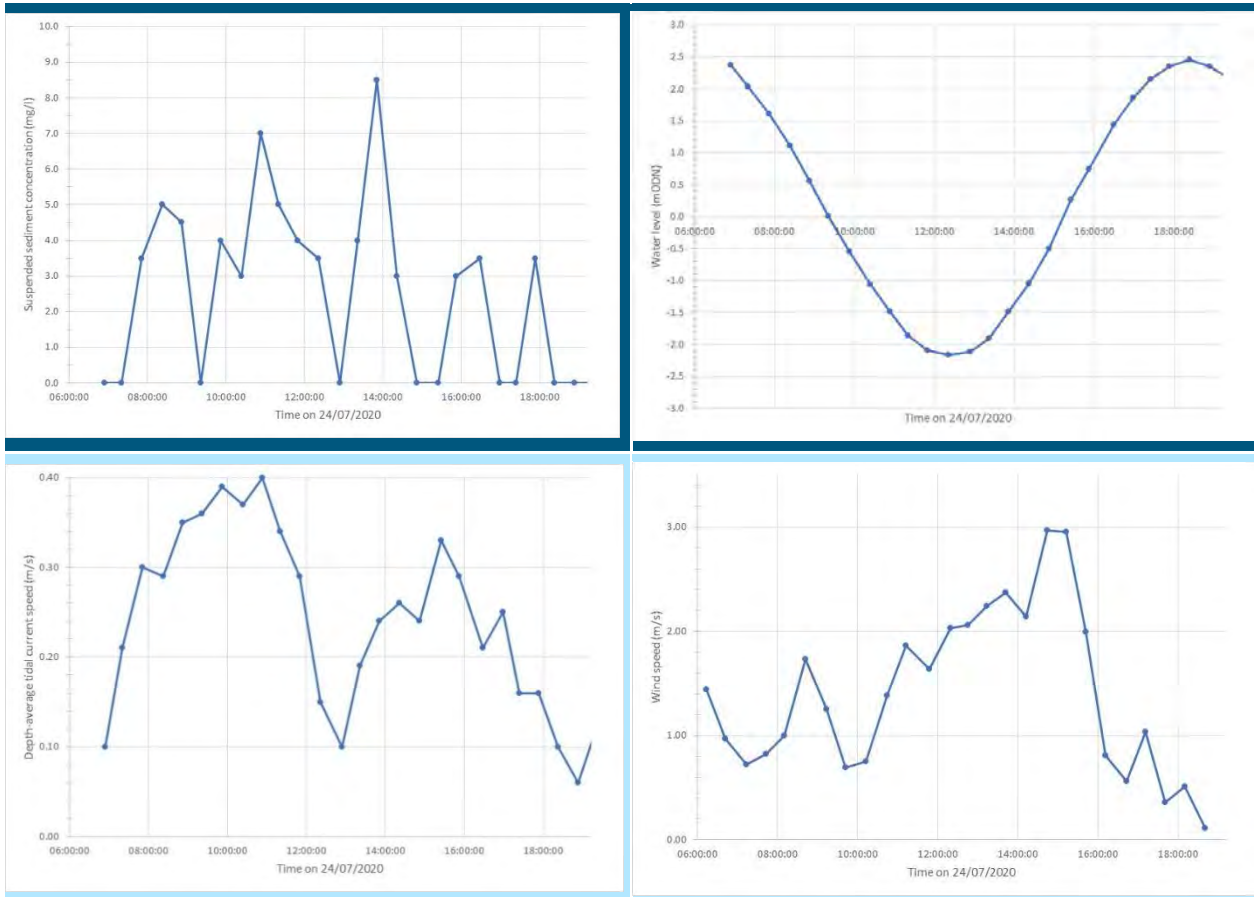 Suspended sediment concentration (mg/l)
10.0
9.0
8.0
7.0
6.0
5.0
4.0
3.0
2.0
1.0
0.0
06:00:00 08:00:00 10:00:00 12:00:00 14:00:00 16:00:00 18:00:00
Time on 24/07/2020
Water level (mODN)
3.0
2.5
2.0
1.5
1.0
0.5
0.0
06:00:00 08:00:00 10:00:00 12:00:00 14:00:00 16:00:00 18:00:00
-0.5
-1.0
-1.5
-2.0
-2.5
-3.0
Time on 24/07/2020
Depth-average tidal current speed (m/s)
0.40
0.30
0.20
0.10
0.00
06:00:00 08:00:00 10:00:00 12:00:00 14:00:00 16:00:00 18:00:00
Time on 24/07/2020
Wind speed (m/s)
3.00
2.00
1.00
0.00
06:00:00 08:00:00 10:00:00 12:00:00 14:00:00 16:00:00 18:00:00
Time on 24/07/2020